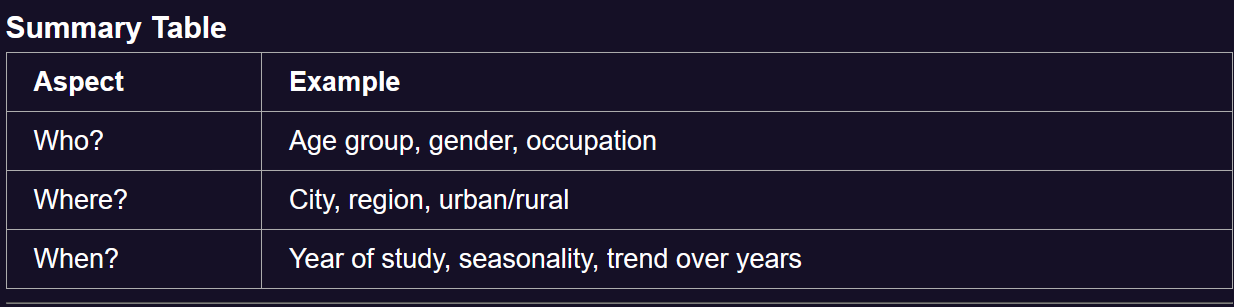 Summary Table
Aspect Example
Who? Age group, gender, occupation
Where? City, region, urban/rural
When? Year of study, seasonality, trend over years